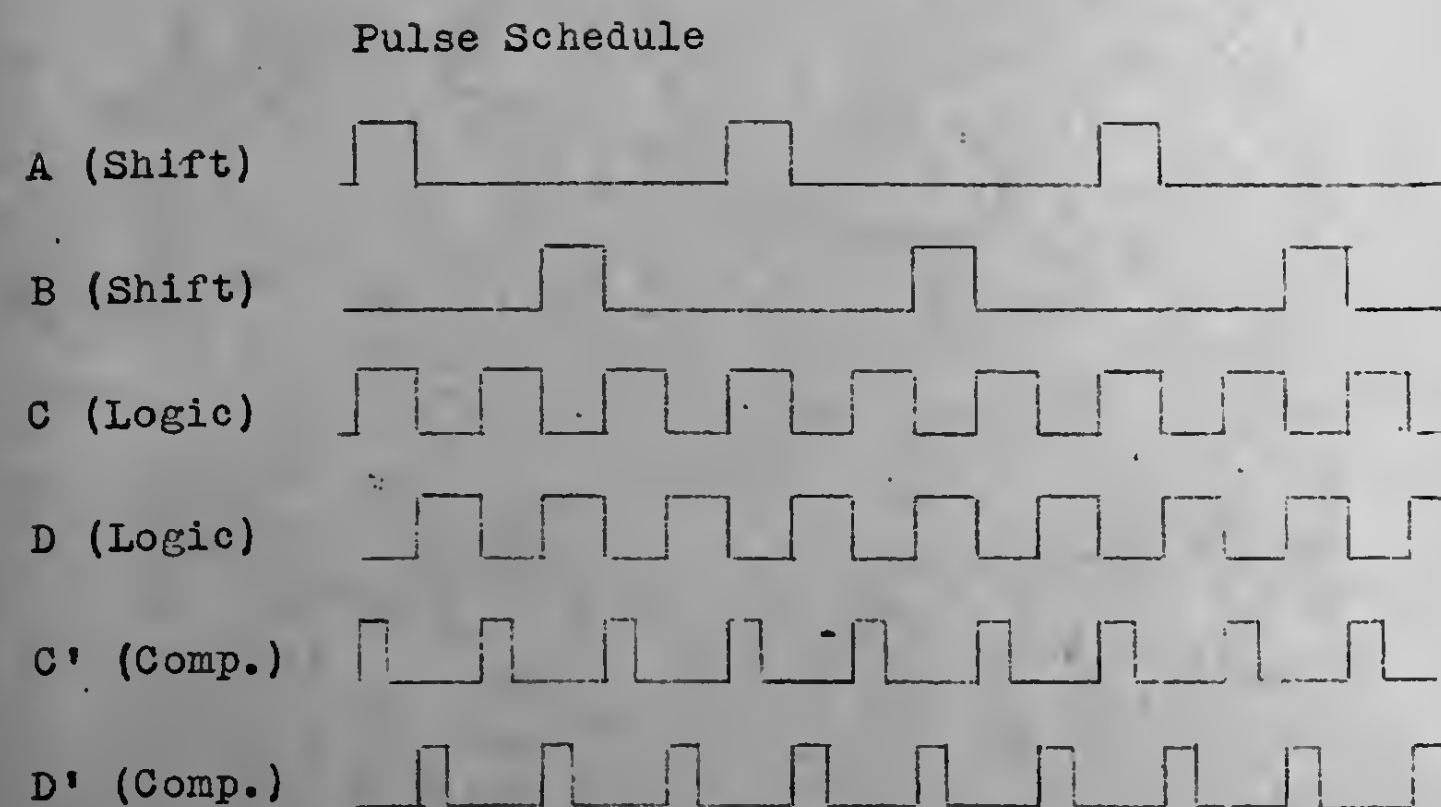 Pulse Schedule
A (Shift)
B (Shift)
C (Logic)
D (Logic)
C' (Comp.)
D' (Comp.)